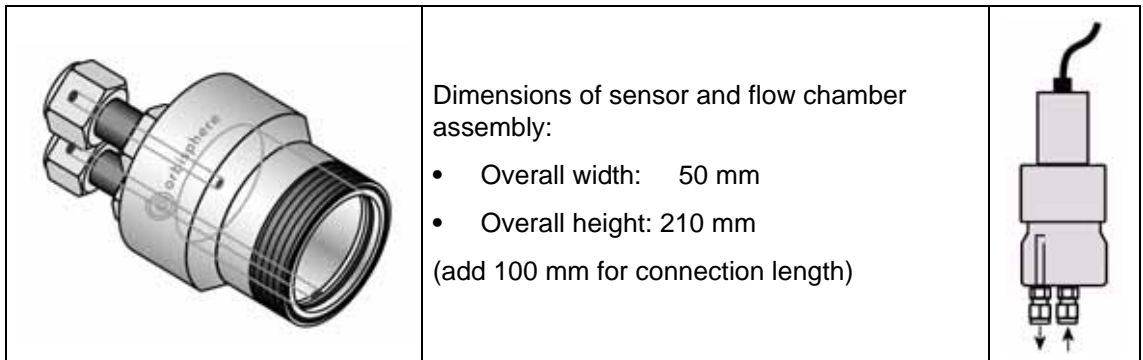 orbisphere
Dimensions of sensor and flow chamber
assembly:
• Overall width: 50 mm
• Overall height: 210 mm
(add 100 mm for connection length)